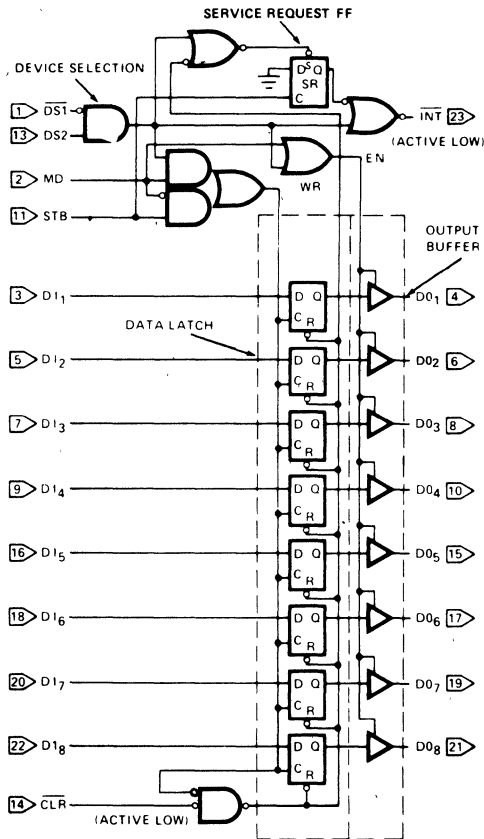 SERVICE REQUEST FF
DEVICE SELECTION
D S Q
SR
C
1 DS1
13 DS2
INT 23
(ACTIVE LOW)
2 MD
EN
WR
11 STB
OUTPUT
BUFFER
3 DI1 D Q C R DO1 4
DATA LATCH
5 DI2 D Q C R DO2 6
7 DI3 D Q C R DO3 8
9 DI4 D Q C R DO4 10
16 DI5 D Q C R DO5 15
18 DI6 D Q C R DO6 17
20 DI7 D Q C R DO7 19
22 DI8 D Q C R DO8 21
14 CLR
(ACTIVE LOW)